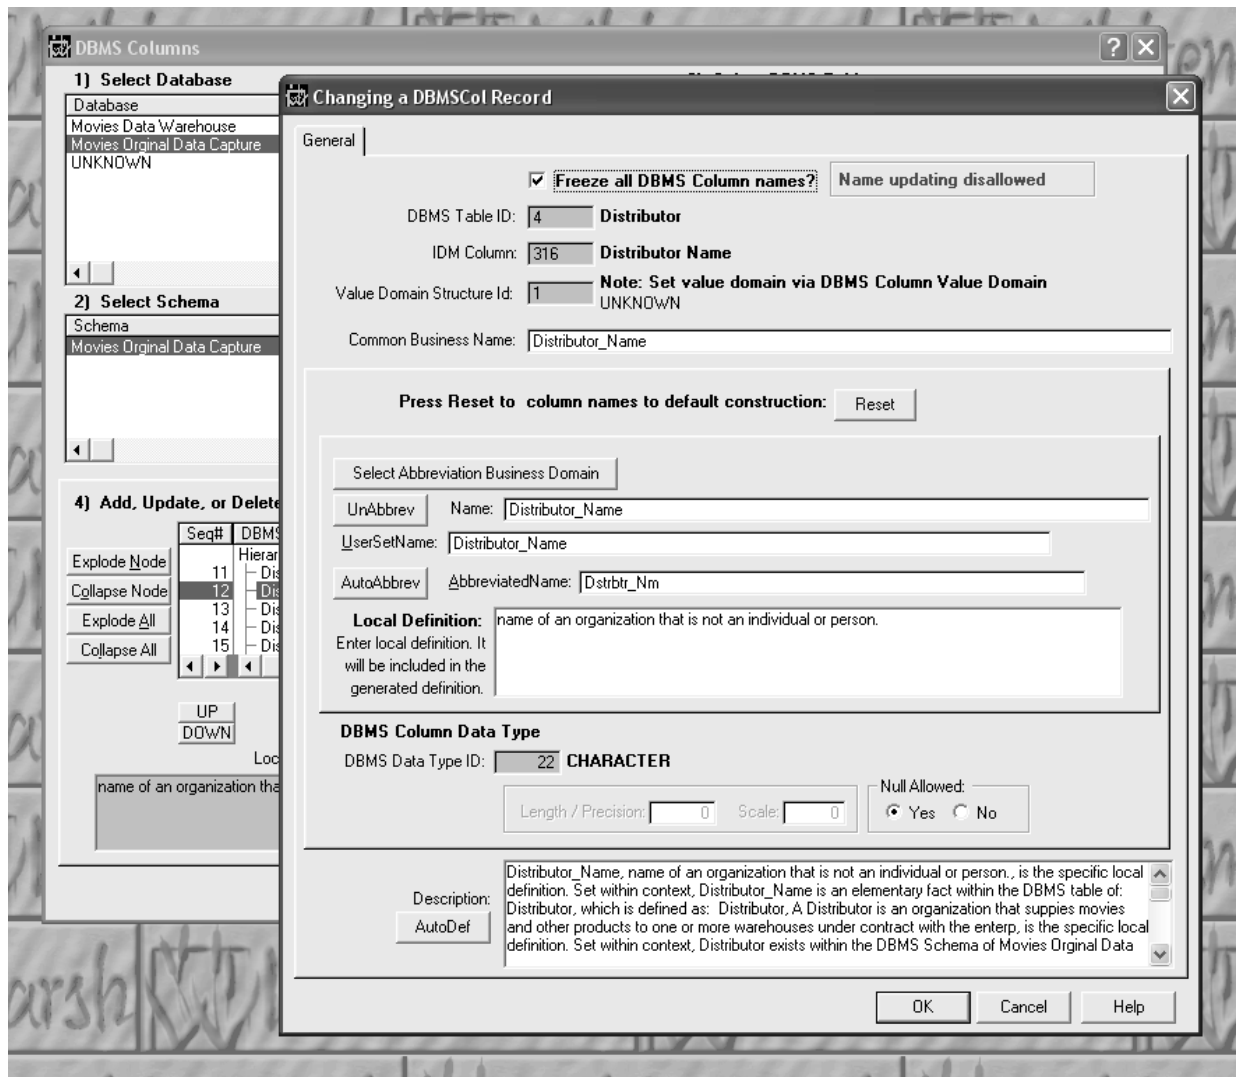 DBMS Columns
1) Select Database
Database
Movies Data Warehouse
Movies Orginal Data Capture
UNKNOWN
2) Select Schema
Schema
Movies Orginal Data Capture
4) Add, Update, or Delete
Seq# DBMS
Hierar
11 Dis
12 Dis
13 Dis
14 Dis
15 Dis
Explode Node
Collapse Node
Explode All
Collapse All
UP
DOWN
Loc
name of an organization tha
Changing a DBMSCol Record
General
Freeze all DBMS Column names? Name updating disallowed
DBMS Table ID: 4 Distributor
IDM Column: 316 Distributor Name
Value Domain Structure Id: 1 Note: Set value domain via DBMS Column Value Domain
UNKNOWN
Common Business Name: Distributor_Name
Press Reset to column names to default construction: Reset
Select Abbreviation Business Domain
UnAbbrev Name: Distributor_Name
UserSetName: Distributor_Name
AutoAbbrev AbbreviatedName: Dstrbtr_Nm
Local Definition: name of an organization that is not an individual or person.
Enter local definition. It
will be included in the
generated definition.
DBMS Column Data Type
DBMS Data Type ID: 22 CHARACTER
Length / Precision: 0 Scale: 0
Null Allowed:
Yes No
Description:
AutoDef
Distributor_Name, name of an organization that is not an individual or person., is the specific local
definition. Set within context, Distributor_Name is an elementary fact within the DBMS table of:
Distributor, which is defined as: Distributor, A Distributor is an organization that suppies movies
and other products to one or more warehouses under contract with the enterp, is the specific local
definition. Set within context, Distributor exists within the DBMS Schema of Movies Orginal Data
OK Cancel Help